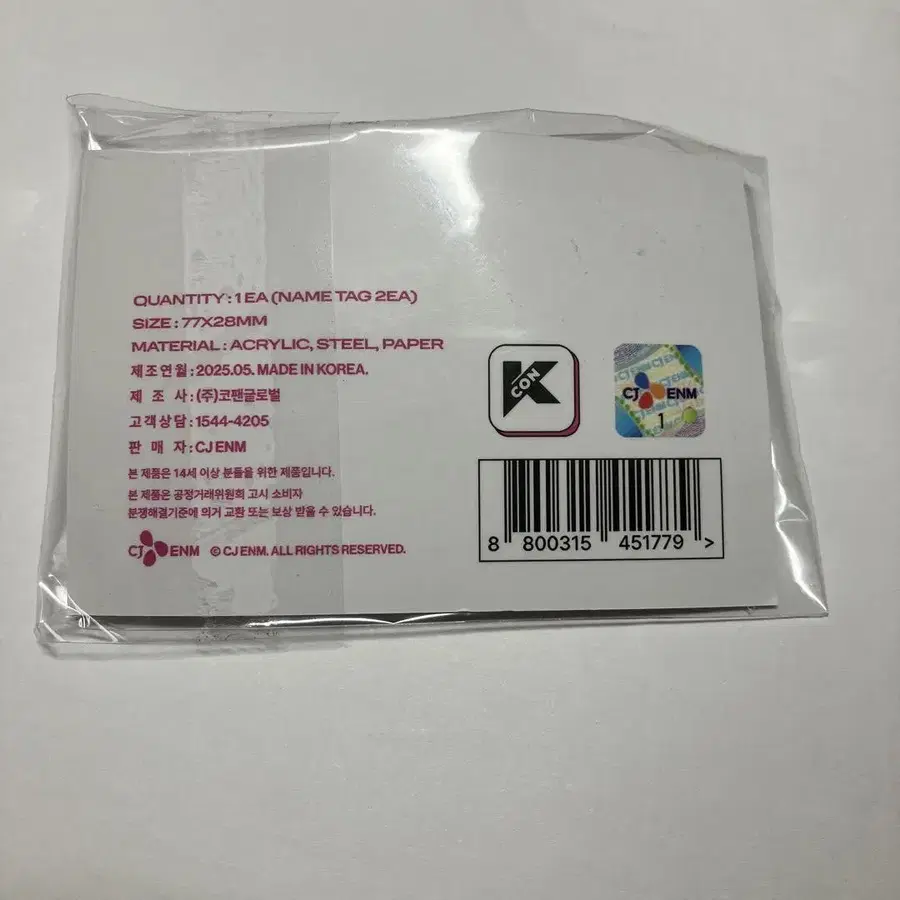 QUANTITY : 1 EA (NAME TAG 2EA)
SIZE : 77X28MM
MATERIAL : ACRYLIC, STEEL, PAPER
제조연월 : 2025.05. MADE IN KOREA.
제 조 사 : (주)코팬글로벌
고객상담 : 1544-4205
판 매 자 : CJ ENM
본 제품은 14세 이상 분들을 위한 제품입니다.
본 제품은 공정거래위원회 고시 소비자
분쟁해결기준에 의거 교환 또는 보상 받을 수 있습니다.
CJ ENM © CJ ENM. ALL RIGHTS RESERVED.
K CON
CJ ENM
1
8 800315 451779 >